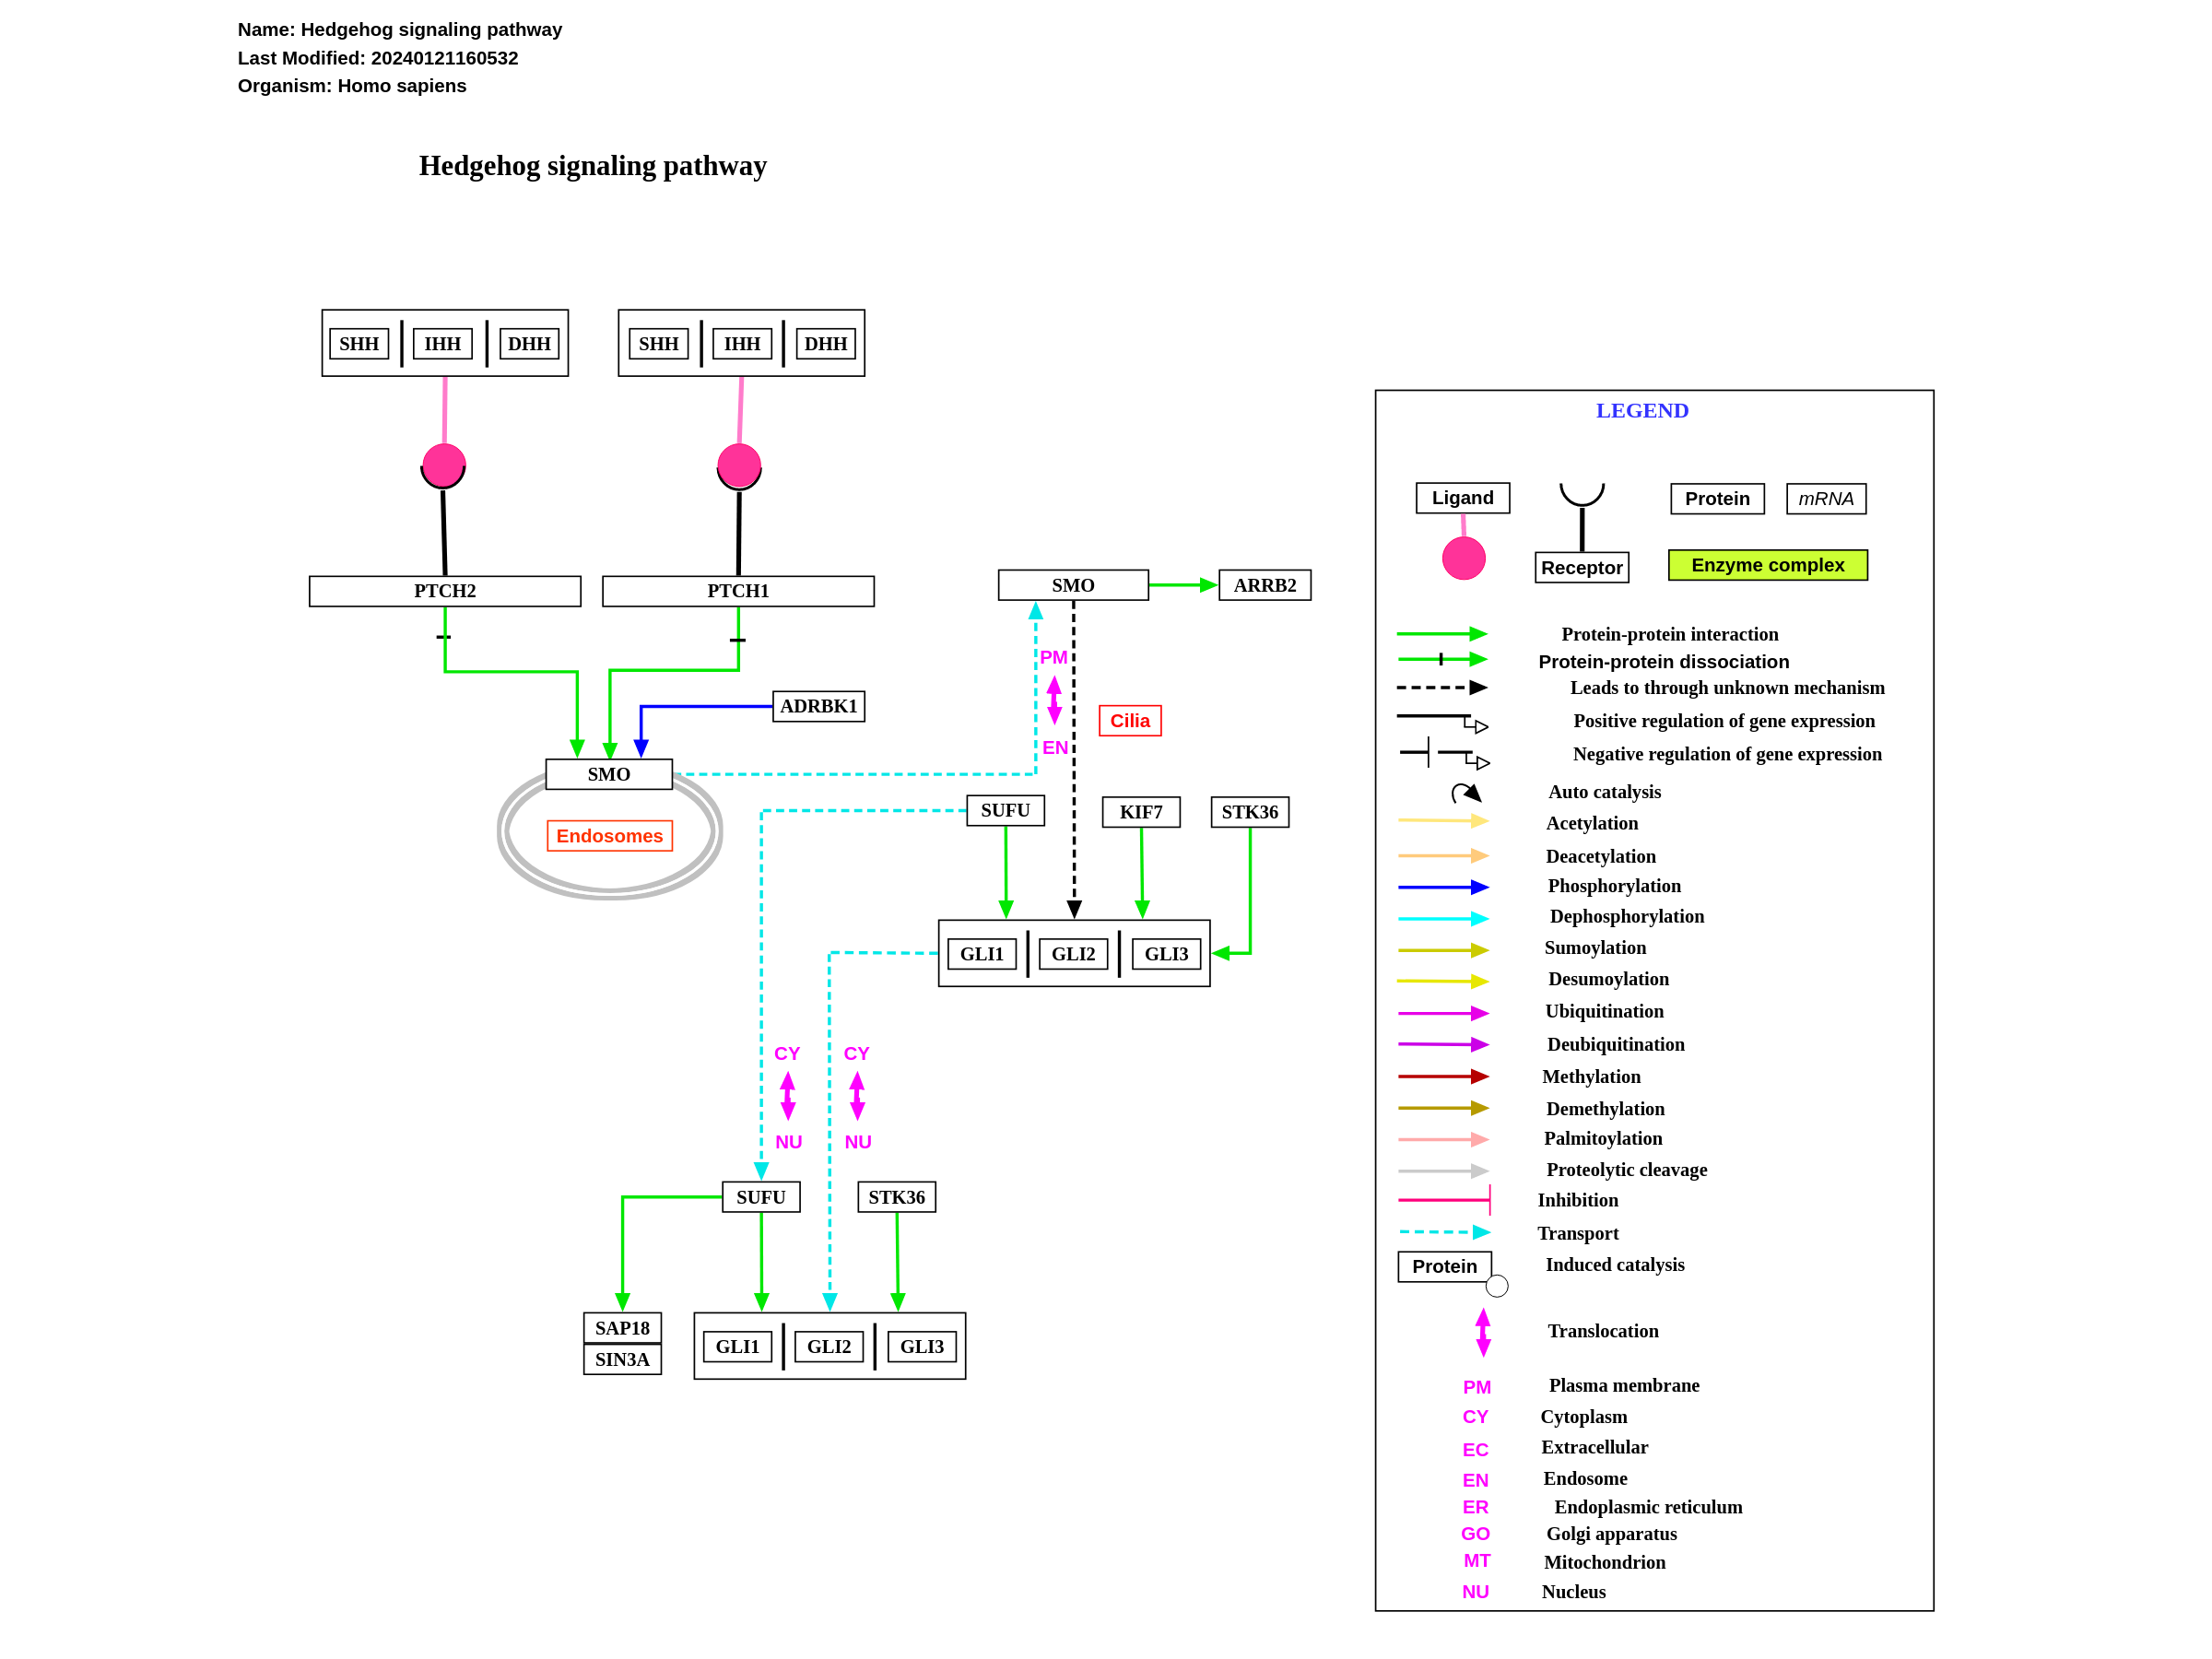 Name: Hedgehog signaling pathway
Last Modified: 20240121160532
Organism: Homo sapiens
Hedgehog signaling pathway
SHH IHH DHH
SHH IHH DHH
PTCH2
PTCH1
SMO
ARRB2
PM
EN
Cilia
ADRBK1
SMO
Endosomes
SUFU
KIF7
STK36
GLI1 GLI2 GLI3
CY
NU
CY
NU
SUFU
STK36
SAP18
SIN3A
GLI1 GLI2 GLI3
LEGEND
Ligand
Receptor
Protein
mRNA
Enzyme complex
Protein-protein interaction
Protein-protein dissociation
Leads to through unknown mechanism
Positive regulation of gene expression
Negative regulation of gene expression
Auto catalysis
Acetylation
Deacetylation
Phosphorylation
Dephosphorylation
Sumoylation
Desumoylation
Ubiquitination
Deubiquitination
Methylation
Demethylation
Palmitoylation
Proteolytic cleavage
Inhibition
Transport
Protein Induced catalysis
Translocation
PM Plasma membrane
CY Cytoplasm
EC Extracellular
EN Endosome
ER Endoplasmic reticulum
GO Golgi apparatus
MT Mitochondrion
NU Nucleus